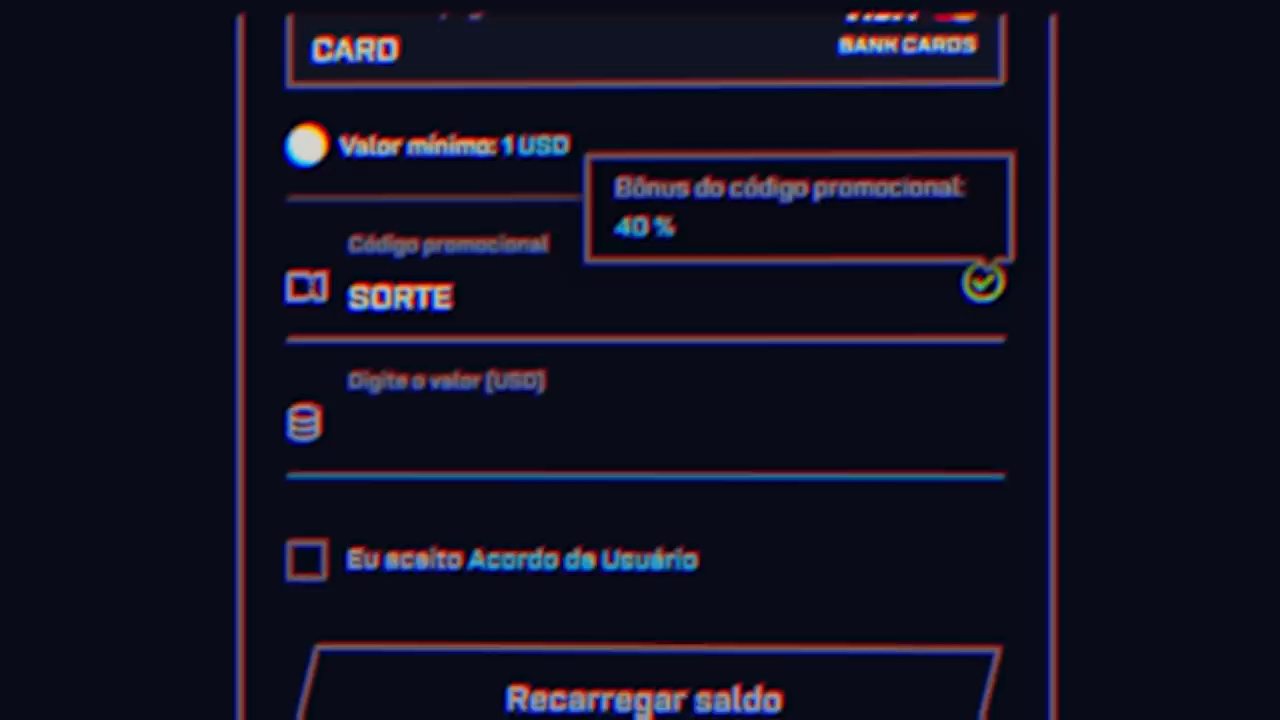 CARD
BANK CARDS
Valor mínimo: 1 USD
Bônus do código promocional:
40 %
Código promocional
SORTE
Digite o valor (USD)
Eu aceito Acordo de Usuário
Recarregar saldo